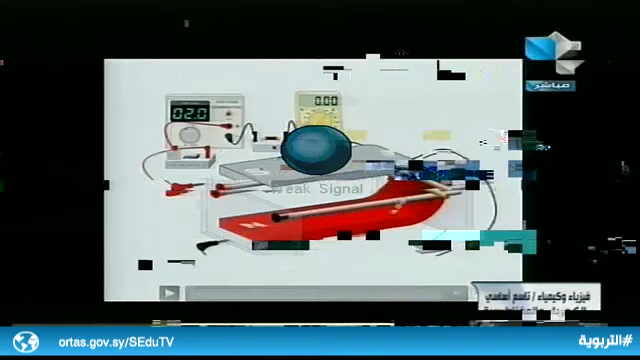 مباشر
02.0
0.00
Weak Signal
فيزياء وكيمياء / تاسع أساسي
ortas.gov.sy/SEduTV
#التربوية